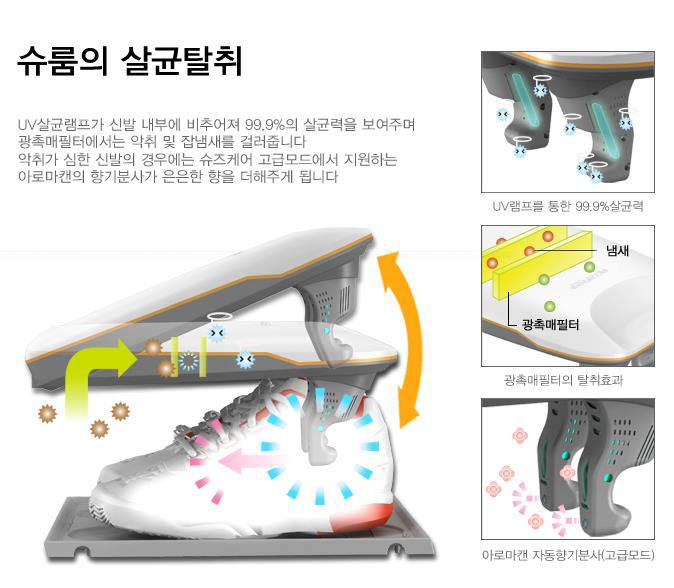 슈룸의 살균탈취
UV살균램프가 신발 내부에 비추어져 99.9%의 살균력을 보여주며
광촉매필터에서는 악취 및 잡냄새를 걸러줍니다
악취가 심한 신발의 경우에는 슈즈케어 고급모드에서 지원하는
아로마캔의 향기분사가 은은한 향을 더해주게 됩니다
UV램프를 통한 99.9%살균력
냄새
광촉매필터
광촉매필터의 탈취효과
아로마캔 자동향기분사(고급모드)